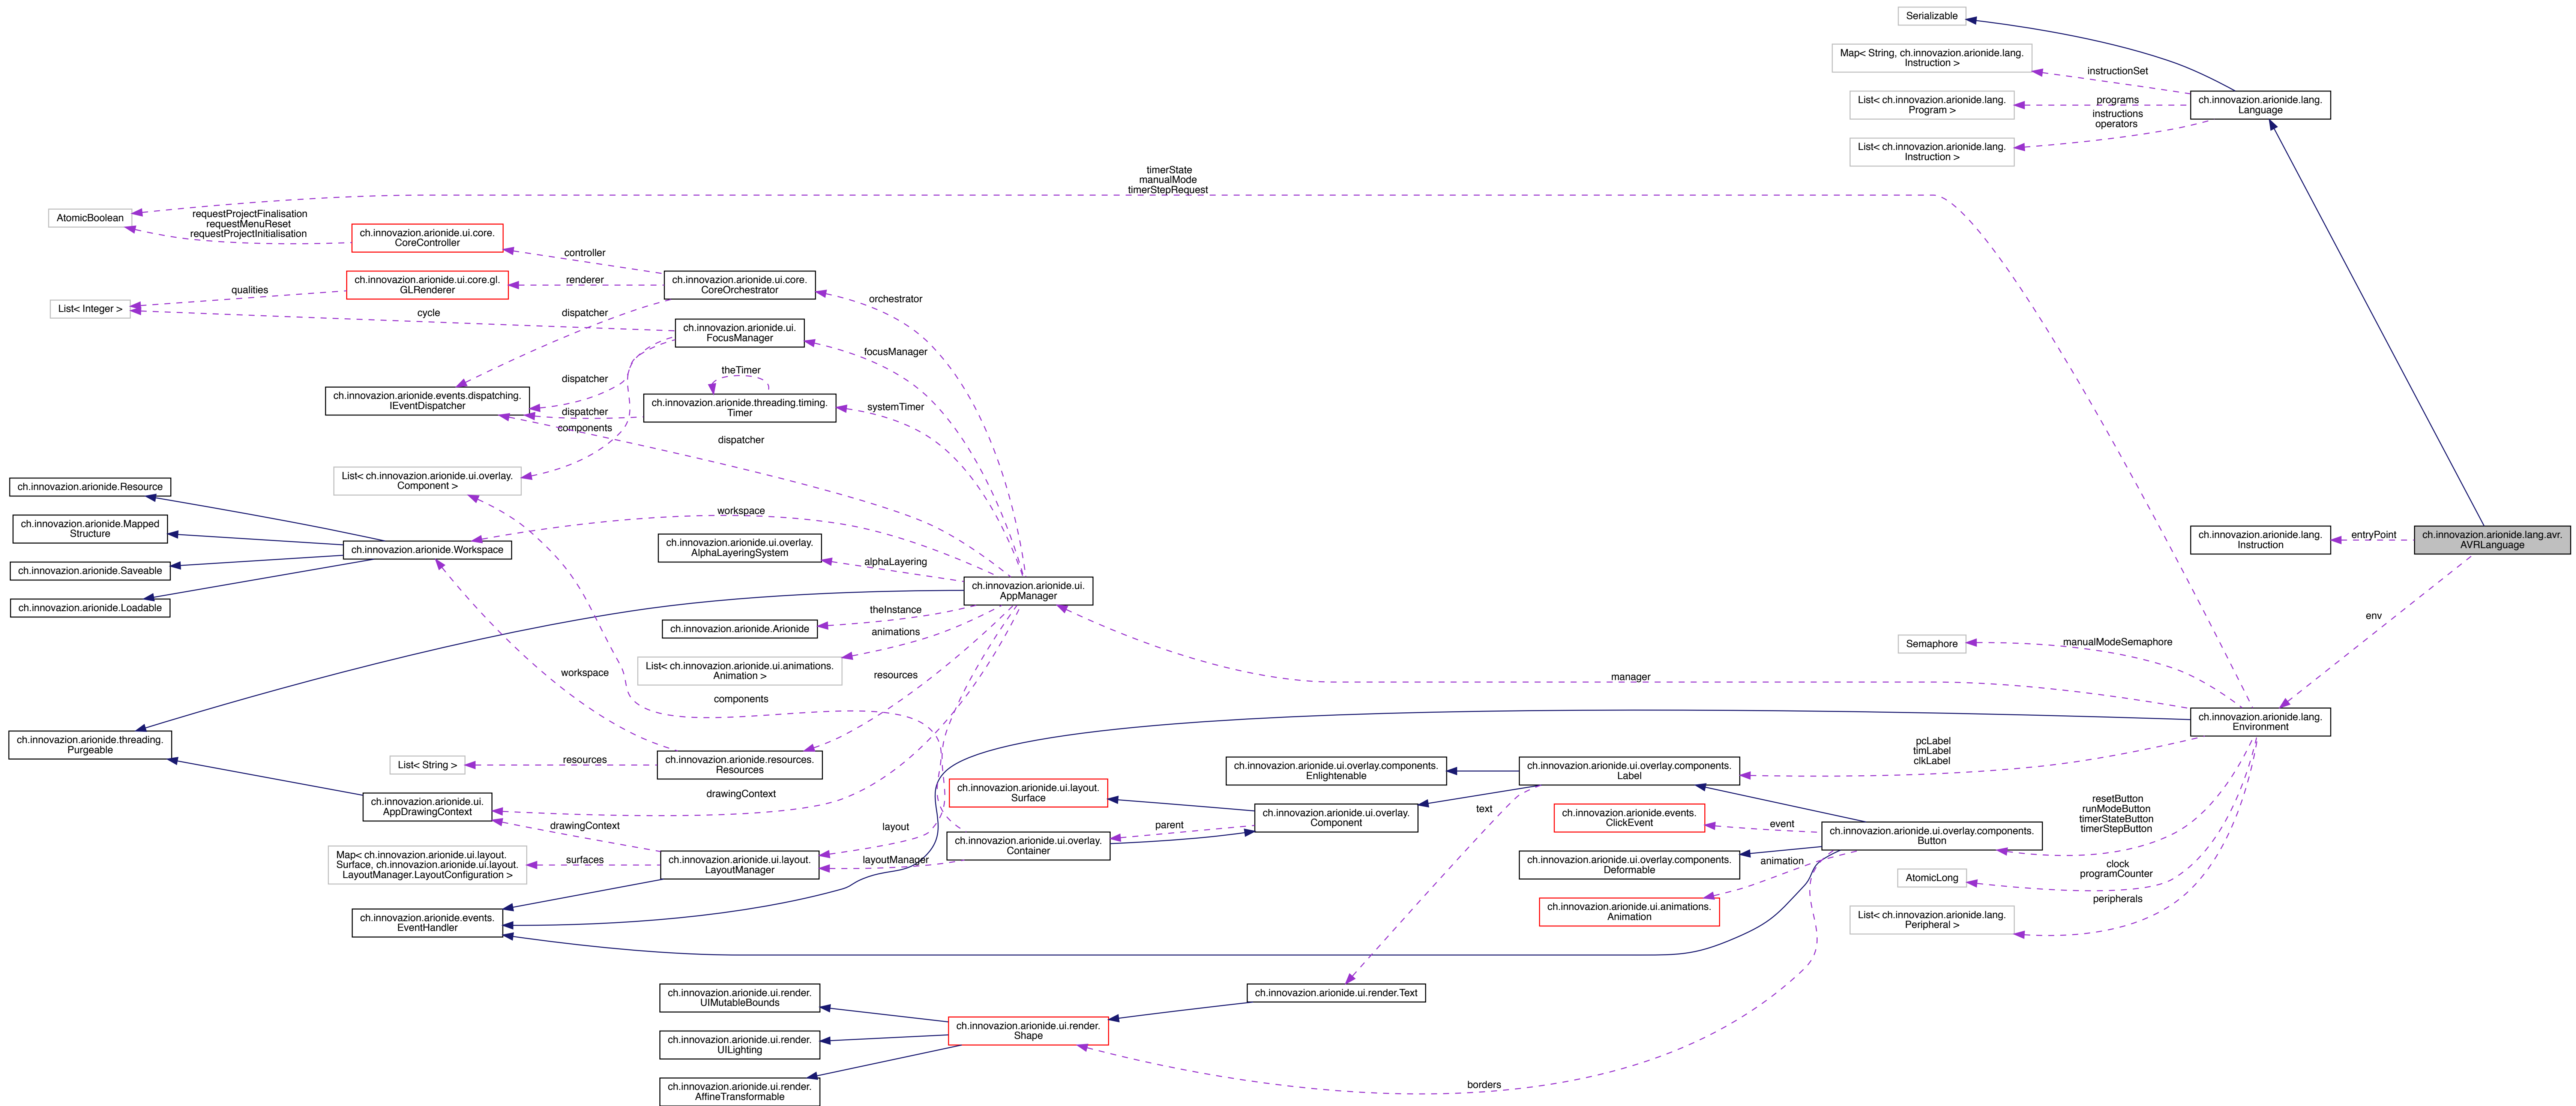 Serializable
Map< String, ch.innovazion.arionide.lang.
Instruction >
instructionSet
List< ch.innovazion.arionide.lang.
Program >
programs
ch.innovazion.arionide.lang.
Language
instructions
operators
List< ch.innovazion.arionide.lang.
Instruction >
timerState
manualMode
timerStepRequest
AtomicBoolean
requestProjectFinalisation
requestMenuReset
requestProjectInitialisation
ch.innovazion.arionide.ui.core.
CoreController
controller
ch.innovazion.arionide.ui.core.gl.
GLRenderer
renderer
ch.innovazion.arionide.ui.core.
CoreOrchestrator
orchestrator
qualities
List< Integer >
cycle
dispatcher
ch.innovazion.arionide.ui.
FocusManager
focusManager
theTimer
dispatcher
ch.innovazion.arionide.events.dispatching.
IEventDispatcher
dispatcher
ch.innovazion.arionide.threading.timing.
Timer
systemTimer
components
dispatcher
List< ch.innovazion.arionide.ui.overlay.
Component >
ch.innovazion.arionide.Resource
ch.innovazion.arionide.Mapped
Structure
workspace
ch.innovazion.arionide.Workspace
ch.innovazion.arionide.Saveable
ch.innovazion.arionide.Loadable
ch.innovazion.arionide.ui.overlay.
AlphaLayeringSystem
alphaLayering
ch.innovazion.arionide.ui.
AppManager
ch.innovazion.arionide.lang.
Instruction
entryPoint
ch.innovazion.arionide.lang.avr.
AVRLanguage
env
theInstance
ch.innovazion.arionide.Arionide
animations
List< ch.innovazion.arionide.ui.animations.
Animation >
workspace
resources
components
Semaphore
manualModeSemaphore
manager
ch.innovazion.arionide.lang.
Environment
ch.innovazion.arionide.threading.
Purgeable
List< String >
resources
ch.innovazion.arionide.resources.
Resources
drawingContext
ch.innovazion.arionide.ui.
AppDrawingContext
drawingContext
layout
Map< ch.innovazion.arionide.ui.layout.
Surface, ch.innovazion.arionide.ui.layout.
LayoutManager.LayoutConfiguration >
surfaces
ch.innovazion.arionide.ui.layout.
LayoutManager
layoutManager
ch.innovazion.arionide.events.
EventHandler
ch.innovazion.arionide.ui.layout.
Surface
ch.innovazion.arionide.ui.overlay.
Container
parent
ch.innovazion.arionide.ui.overlay.
Component
ch.innovazion.arionide.ui.overlay.components.
Enlightenable
ch.innovazion.arionide.ui.overlay.components.
Label
text
pcLabel
timLabel
clkLabel
ch.innovazion.arionide.events.
ClickEvent
event
ch.innovazion.arionide.ui.overlay.components.
Button
resetButton
runModeButton
timerStateButton
timerStepButton
ch.innovazion.arionide.ui.overlay.components.
Deformable
animation
ch.innovazion.arionide.ui.animations.
Animation
AtomicLong
clock
programCounter
List< ch.innovazion.arionide.lang.
Peripheral >
peripherals
ch.innovazion.arionide.ui.render.
UIMutableBounds
ch.innovazion.arionide.ui.render.
UILighting
ch.innovazion.arionide.ui.render.
AffineTransformable
ch.innovazion.arionide.ui.render.
Shape
ch.innovazion.arionide.ui.render.Text
borders